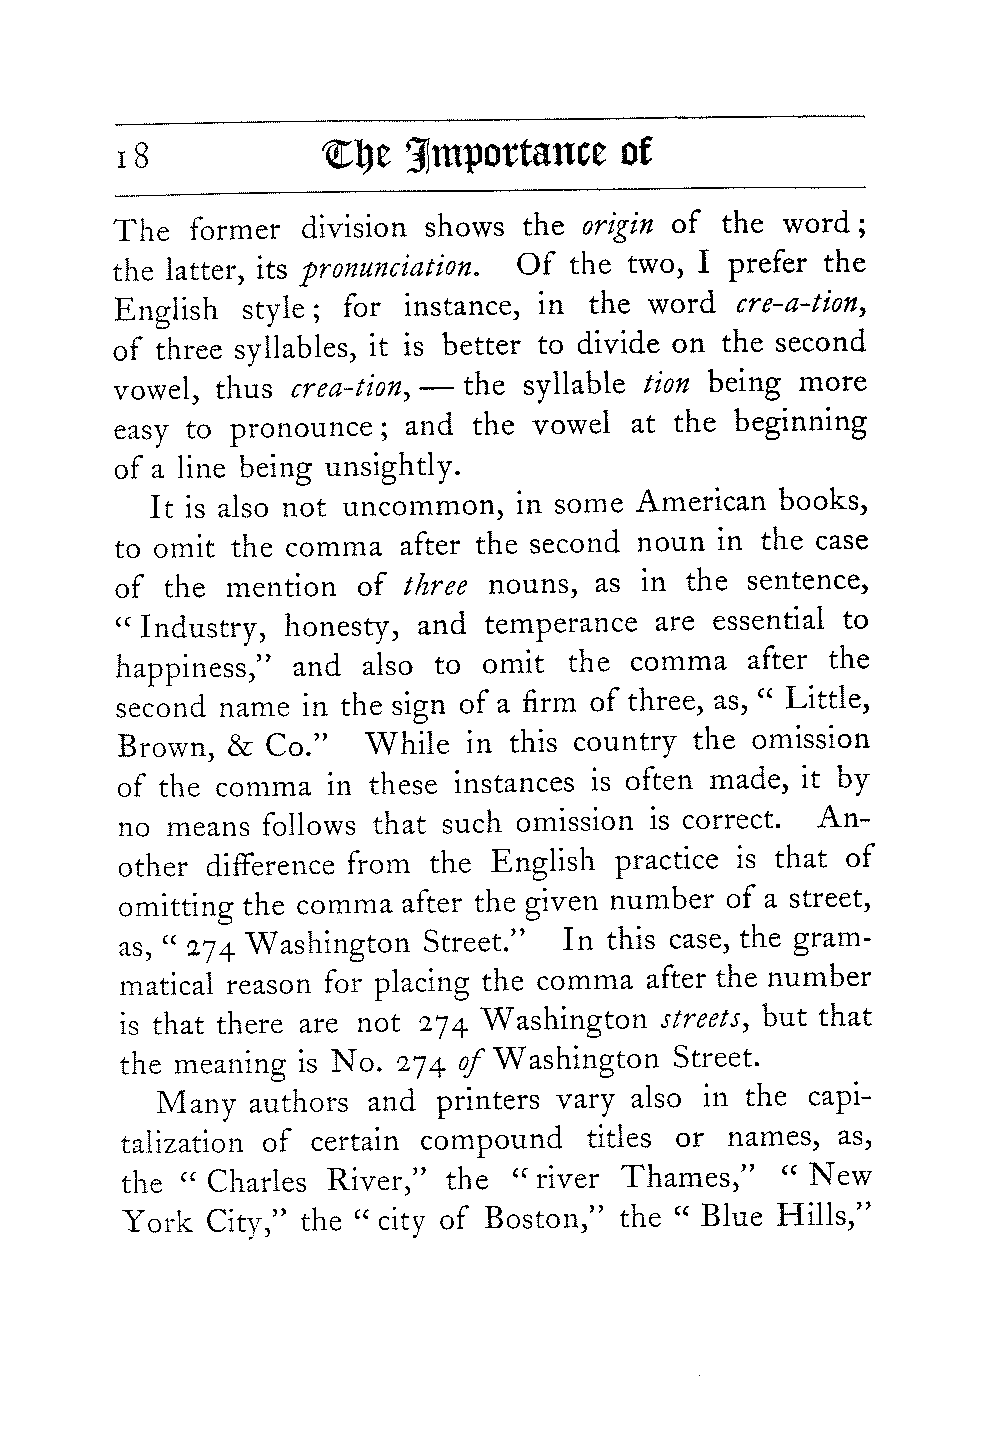 18 The Importance of
The former division shows the origin of the word;
the latter, its pronunciation. Of the two, I prefer the
English style; for instance, in the word cre-a-tion,
of three syllables, it is better to divide on the second
vowel, thus crea-tion, — the syllable tion being more
easy to pronounce; and the vowel at the beginning
of a line being unsightly.
It is also not uncommon, in some American books,
to omit the comma after the second noun in the case
of the mention of three nouns, as in the sentence,
“Industry, honesty, and temperance are essential to
happiness,” and also to omit the comma after the
second name in the sign of a firm of three, as, “Little,
Brown, & Co.” While in this country the omission
of the comma in these instances is often made, it by
no means follows that such omission is correct. An-
other difference from the English practice is that of
omitting the comma after the given number of a street,
as, “274 Washington Street.” In this case, the gram-
matical reason for placing the comma after the number
is that there are not 274 Washington streets, but that
the meaning is No. 274 of Washington Street.
Many authors and printers vary also in the capi-
talization of certain compound titles or names, as,
the “Charles River,” the “river Thames,” “New
York City,” the “city of Boston,” the “Blue Hills,”